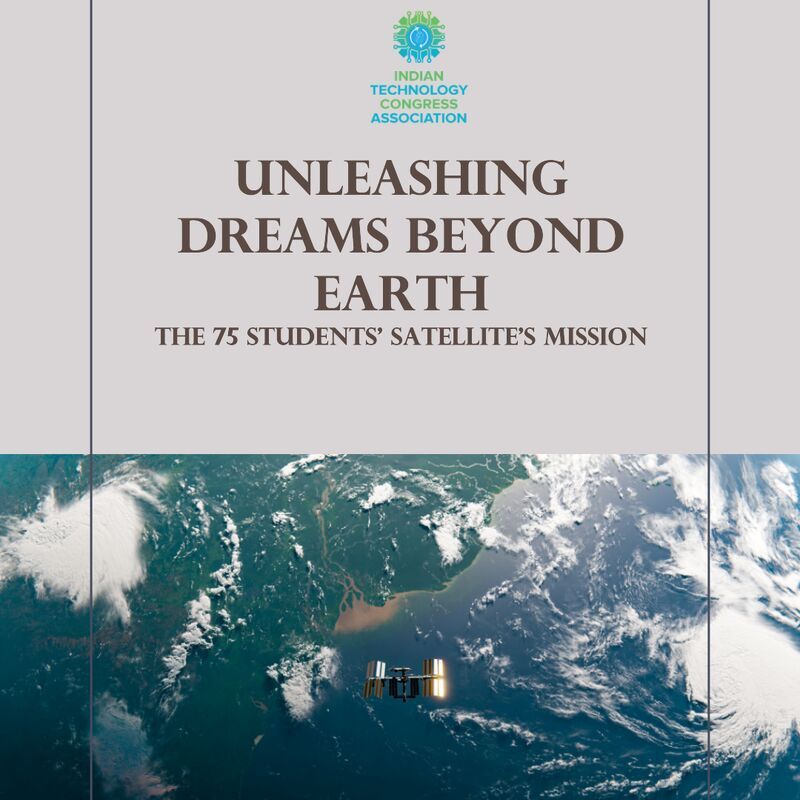 INDIAN
TECHNOLOGY
CONGRESS
ASSOCIATION
UNLEASHING
DREAMS BEYOND
EARTH
THE 75 STUDENTS’ SATELLITE’S MISSION